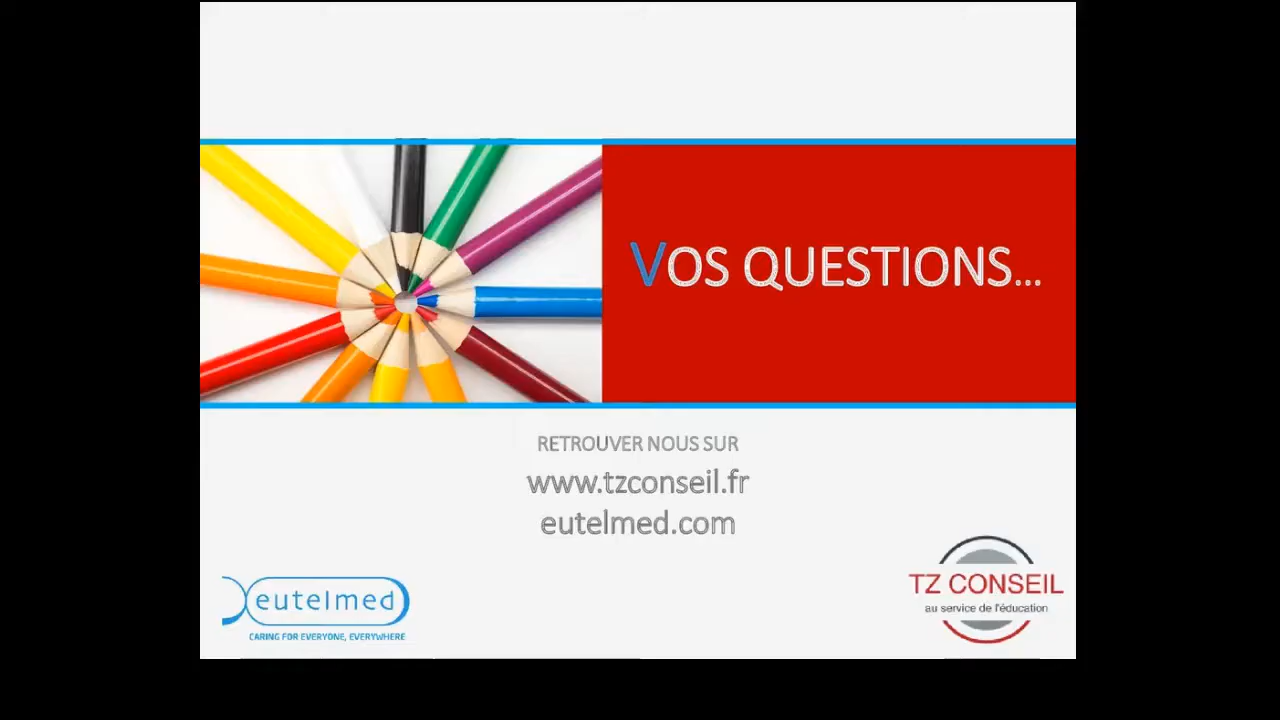 VOS QUESTIONS...
RETROUVER NOUS SUR
www.tzconseil.fr
eutelmed.com
eutelmed
CARING FOR EVERYONE, EVERYWHERE
TZ CONSEIL
au service de l'éducation